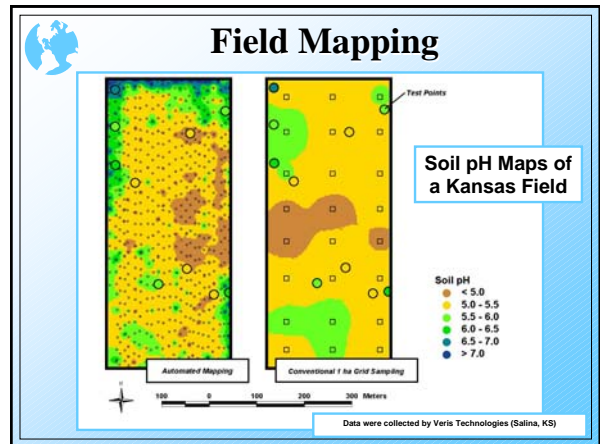 Field Mapping
Test Points
Soil pH Maps of
a Kansas Field
Soil pH
< 5.0
5.0 - 5.5
5.5 - 6.0
6.0 - 6.5
6.5 - 7.0
> 7.0
Automated Mapping
Conventional 1 ha Grid Sampling
100 0 100 200 300 Meters
Data were collected by Veris Technologies (Salina, KS)